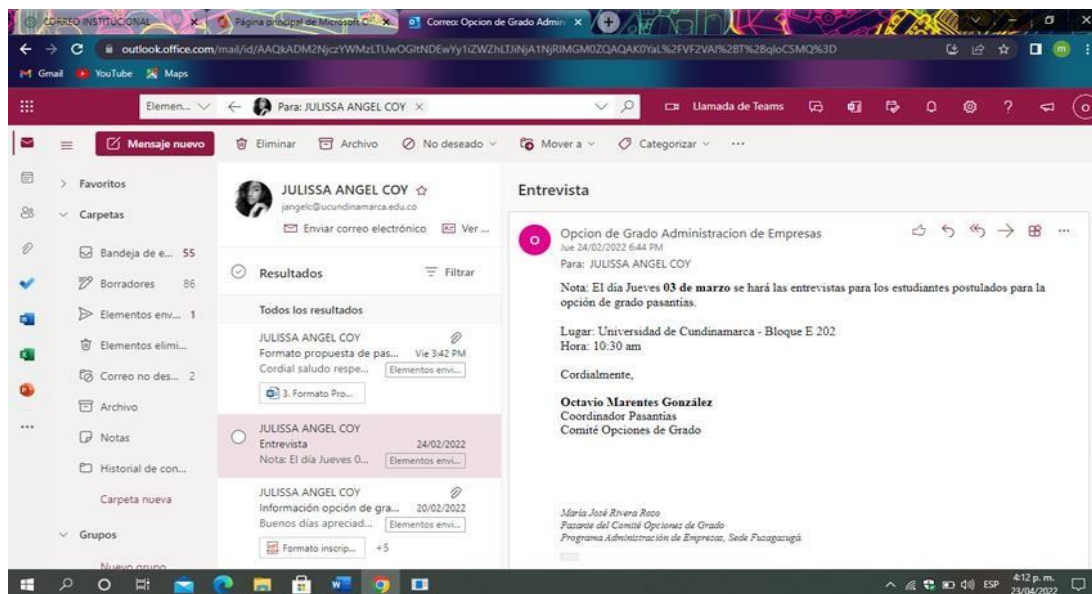 CORREO INSTITUCIONAL
Página principal de Microsoft O
Correo: Opcion de Grado Admin
outlook.office.com/mail/id/
Gmail YouTube Maps
Elemen...
Para: JULISSA ANGEL COY
Llamada de Teams
Mensaje nuevo
Eliminar Archivo No deseado Mover a Categorizar ...
Favoritos
Carpetas
Bandeja de e... 55
Borradores 86
Elementos env... 1
Elementos elimi...
Correo no des... 2
Archivo
Notas
Historial de con...
Carpeta nueva
Grupos
Nuevo grupo
JULISSA ANGEL COY
jangelc@ucundinamarca.edu.co
Enviar correo electrónico Ver ...
Resultados Filtrar
Todos los resultados
JULISSA ANGEL COY
Formato propuesta de pas... Vie 3:42 PM
Cordial saludo respe... Elementos envi...
3. Formato Pro...
JULISSA ANGEL COY
Entrevista 24/02/2022
Nota: El día Jueves 0... Elementos envi...
JULISSA ANGEL COY
Información opción de gra... 20/02/2022
Buenos días apreciad... Elementos envi...
Formato inscrip... +5
Entrevista
O
Opcion de Grado Administracion de Empresas
Jue 24/02/2022 6:44 PM
Para: JULISSA ANGEL COY
Nota: El día Jueves 03 de marzo se hará las entrevistas para los estudiantes postulados para la
opción de grado pasantías.
Lugar: Universidad de Cundinamarca - Bloque E 202
Hora: 10:30 am
Cordialmente,
Octavio Marentes González
Coordinador Pasantías
Comité Opciones de Grado
María José Rivera Rozo
Pasante del Comité Opciones de Grado
Programa Administración de Empresas, Sede Fusagasugá.
ESP
4:12 p. m.
23/04/2022